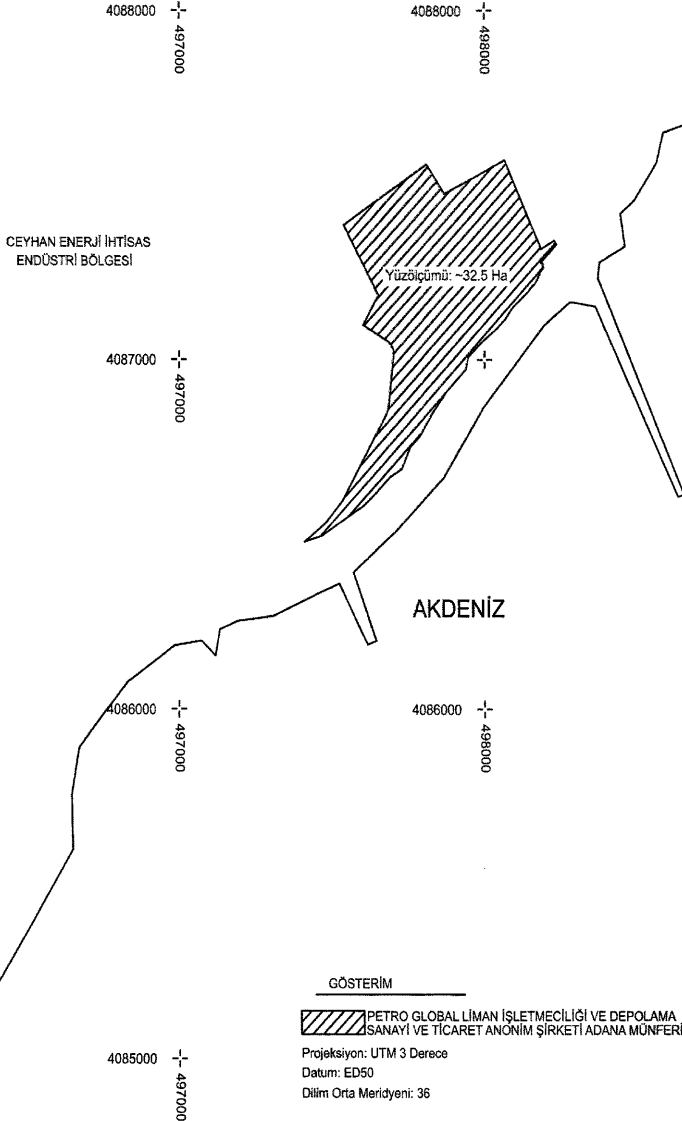 4088000
497000
4088000
498000
CEYHAN ENERJİ İHTİSAS
ENDÜSTRİ BÖLGESİ
Yüzölçümü: ~32.5 Ha
4087000
497000
498000
AKDENİZ
4086000
497000
4086000
498000
GÖSTERİM
PETRO GLOBAL LİMAN İŞLETMECİLİĞİ VE DEPOLAMA
SANAYİ VE TİCARET ANONİM ŞİRKETİ ADANA MÜNFERİ
Projeksiyon: UTM 3 Derece
Datum: ED50
Dilim Orta Meridyeni: 36
4085000
497000